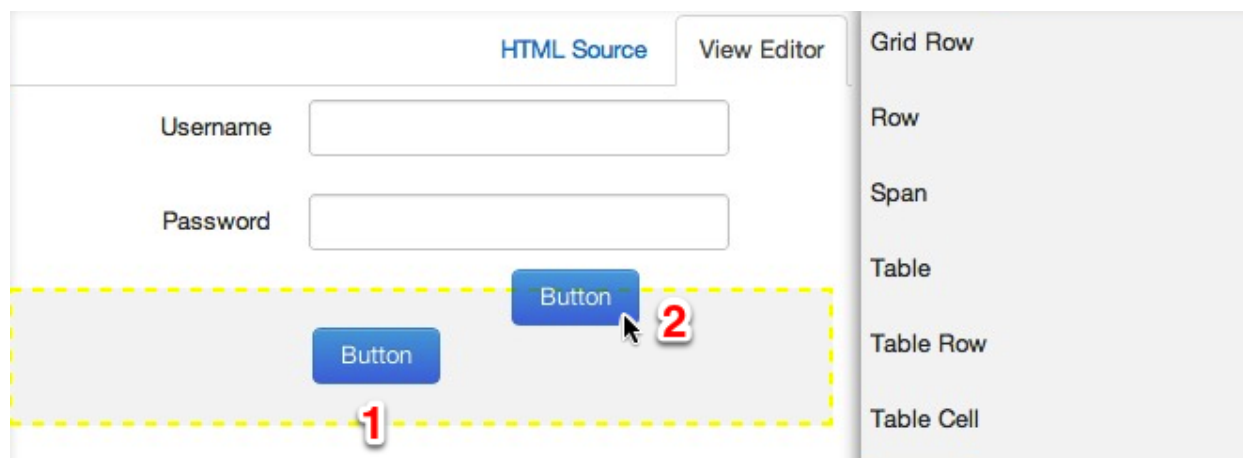 HTML Source
View Editor
Username
Password
Button
2
Button
1
Grid Row
Row
Span
Table
Table Row
Table Cell